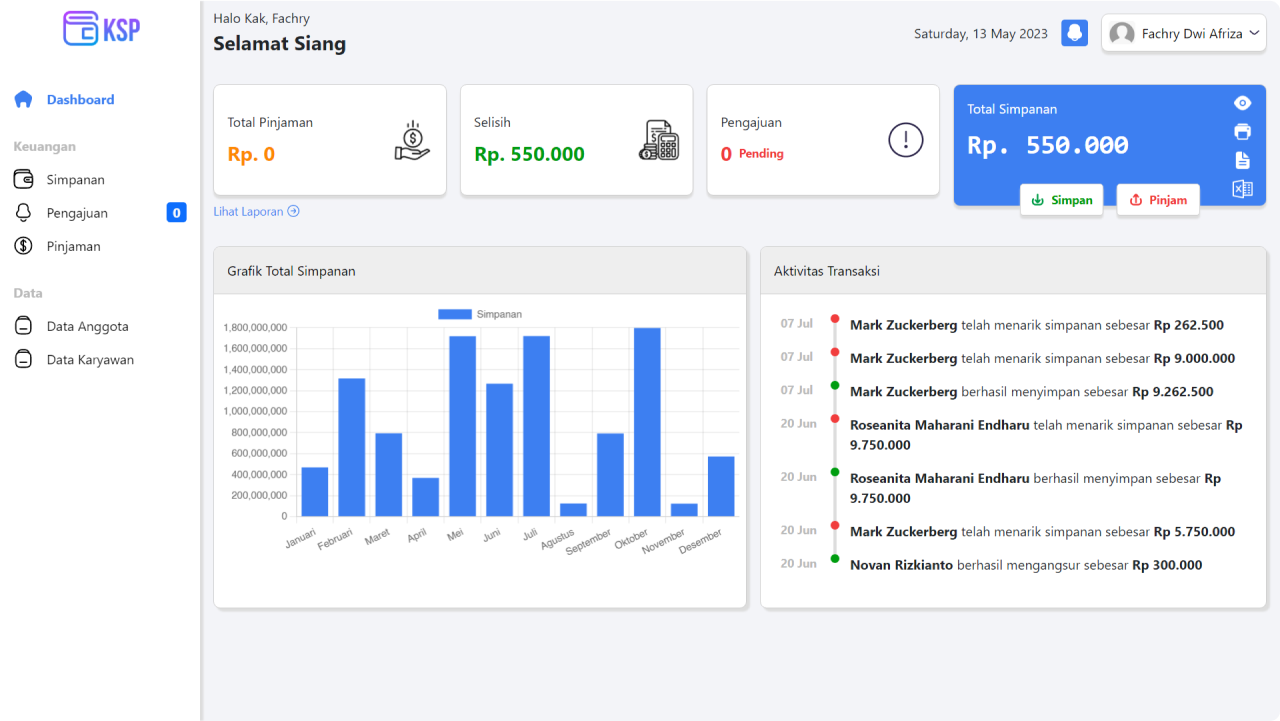 KSP
Halo Kak, Fachry
Selamat Siang
Saturday, 13 May 2023
Fachry Dwi Afriza
Dashboard
Keuangan
Simpanan
Pengajuan
0
Pinjaman
Data
Data Anggota
Data Karyawan
Total Pinjaman
Rp. 0
Selisih
Rp. 550.000
Pengajuan
0 Pending
Total Simpanan
Rp. 550.000
Simpan
Pinjam
Lihat Laporan
Grafik Total Simpanan
Simpanan
1,800,000,000
1,600,000,000
1,400,000,000
1,200,000,000
1,000,000,000
800,000,000
600,000,000
400,000,000
200,000,000
0
Januari
Februari
Maret
April
Mei
Juni
Juli
Agustus
September
Oktober
November
Desember
Aktivitas Transaksi
07 Jul Mark Zuckerberg telah menarik simpanan sebesar Rp 262.500
07 Jul Mark Zuckerberg telah menarik simpanan sebesar Rp 9.000.000
07 Jul Mark Zuckerberg berhasil menyimpan sebesar Rp 9.262.500
20 Jun Roseanita Maharani Endharu telah menarik simpanan sebesar Rp
9.750.000
20 Jun Roseanita Maharani Endharu berhasil menyimpan sebesar Rp
9.750.000
20 Jun Mark Zuckerberg telah menarik simpanan sebesar Rp 5.750.000
20 Jun Novan Rizkianto berhasil mengangsur sebesar Rp 300.000